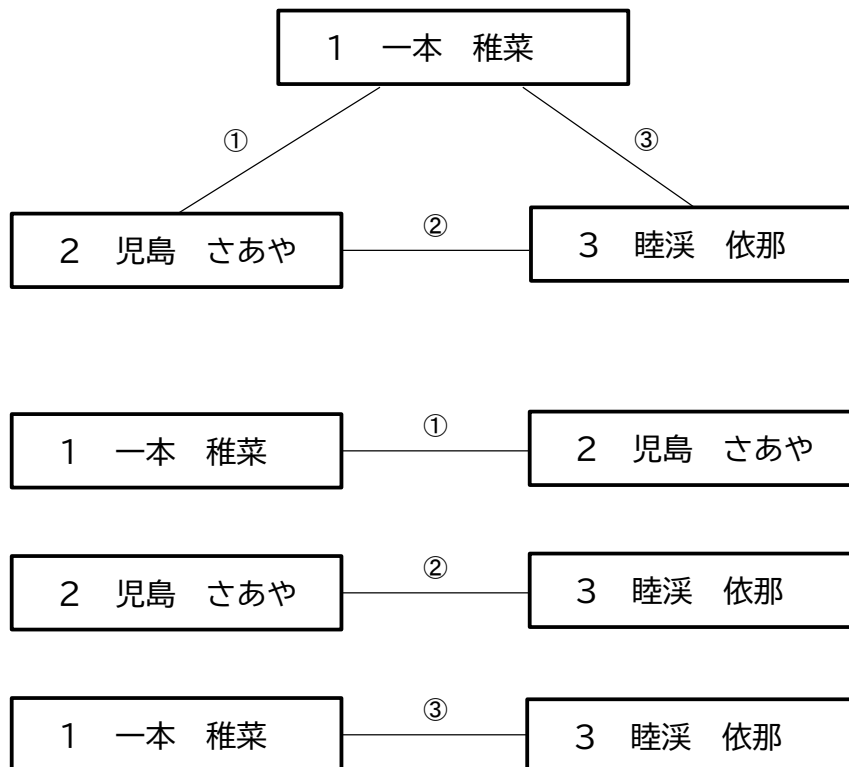 1　一本　稚菜
①　③
2　児島　さあや　②　3　睦渓　依那
1　一本　稚菜　①　2　児島　さあや
2　児島　さあや　②　3　睦渓　依那
1　一本　稚菜　③　3　睦渓　依那